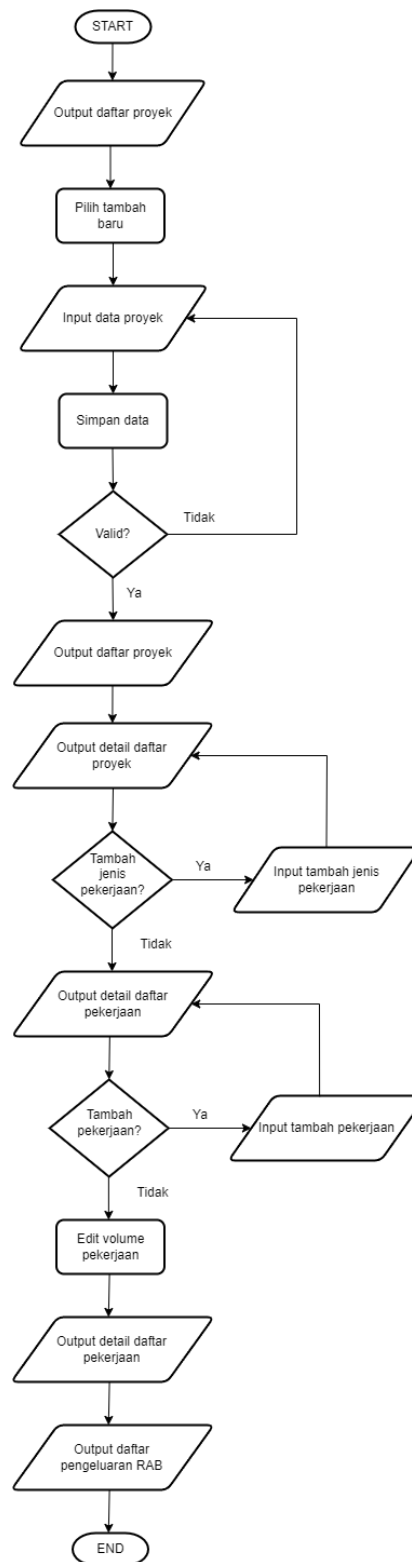 START
Output daftar proyek
Pilih tambah
baru
Input data proyek
Simpan data
Valid?
Tidak
Ya
Output daftar proyek
Output detail daftar
proyek
Tambah
jenis
pekerjaan?
Ya
Input tambah jenis
pekerjaan
Tidak
Output detail daftar
pekerjaan
Tambah
pekerjaan?
Ya
Input tambah pekerjaan
Tidak
Edit volume
pekerjaan
Output detail daftar
pekerjaan
Output daftar
pengeluaran RAB
END